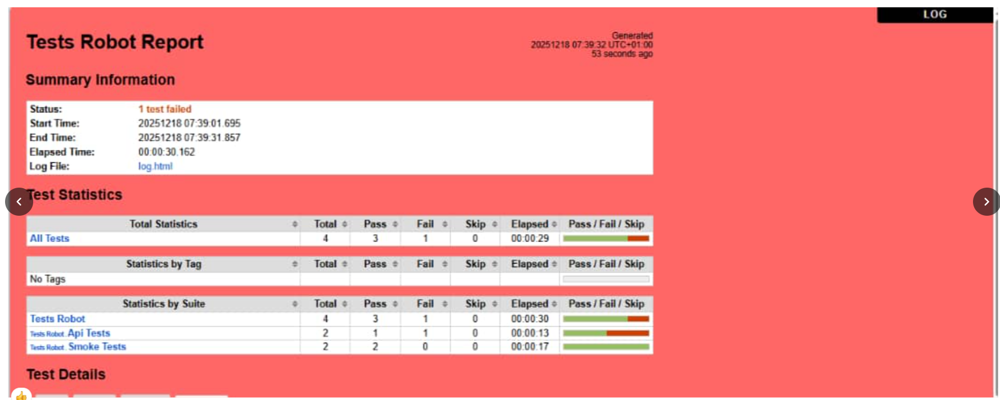 LOG
Tests Robot Report
Generated
20251218 07:39:32 UTC+01:00
53 seconds ago
Summary Information
Status: 1 test failed
Start Time: 20251218 07:39:01.695
End Time: 20251218 07:39:31.857
Elapsed Time: 00:00:30.162
Log File: log.html
Test Statistics
Total Statistics Total Pass Fail Skip Elapsed Pass / Fail / Skip
All Tests 4 3 1 0 00:00:29
Statistics by Tag Total Pass Fail Skip Elapsed Pass / Fail / Skip
No Tags
Statistics by Suite Total Pass Fail Skip Elapsed Pass / Fail / Skip
Tests Robot 4 3 1 0 00:00:30
Tests Robot . Api Tests 2 1 1 0 00:00:13
Tests Robot . Smoke Tests 2 2 0 0 00:00:17
Test Details